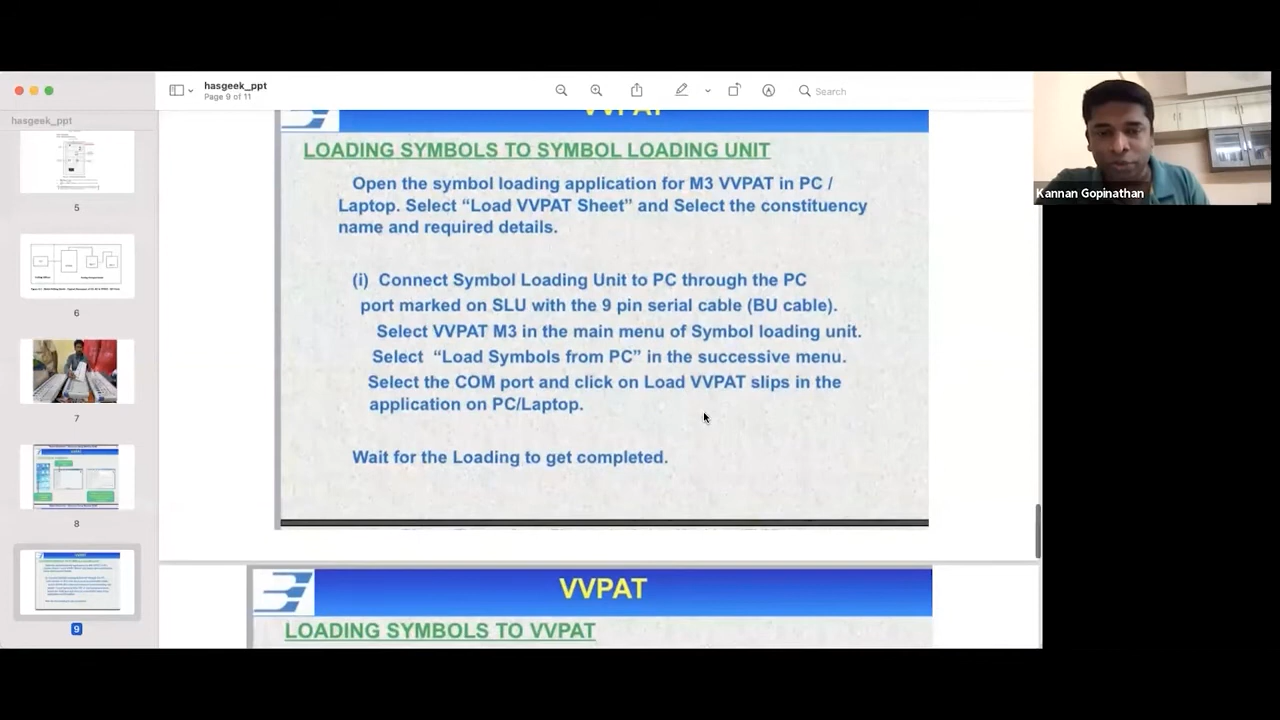 hasgeek_ppt
Page 9 of 11
Search
hasgeek_ppt
5
6
7
8
9
VVPAT
LOADING SYMBOLS TO SYMBOL LOADING UNIT
Open the symbol loading application for M3 VVPAT in PC /
Laptop. Select “Load VVPAT Sheet” and Select the constituency
name and required details.
(i) Connect Symbol Loading Unit to PC through the PC
port marked on SLU with the 9 pin serial cable (BU cable).
Select VVPAT M3 in the main menu of Symbol loading unit.
Select “Load Symbols from PC” in the successive menu.
Select the COM port and click on Load VVPAT slips in the
application on PC/Laptop.
Wait for the Loading to get completed.
VVPAT
LOADING SYMBOLS TO VVPAT
Kannan Gopinathan